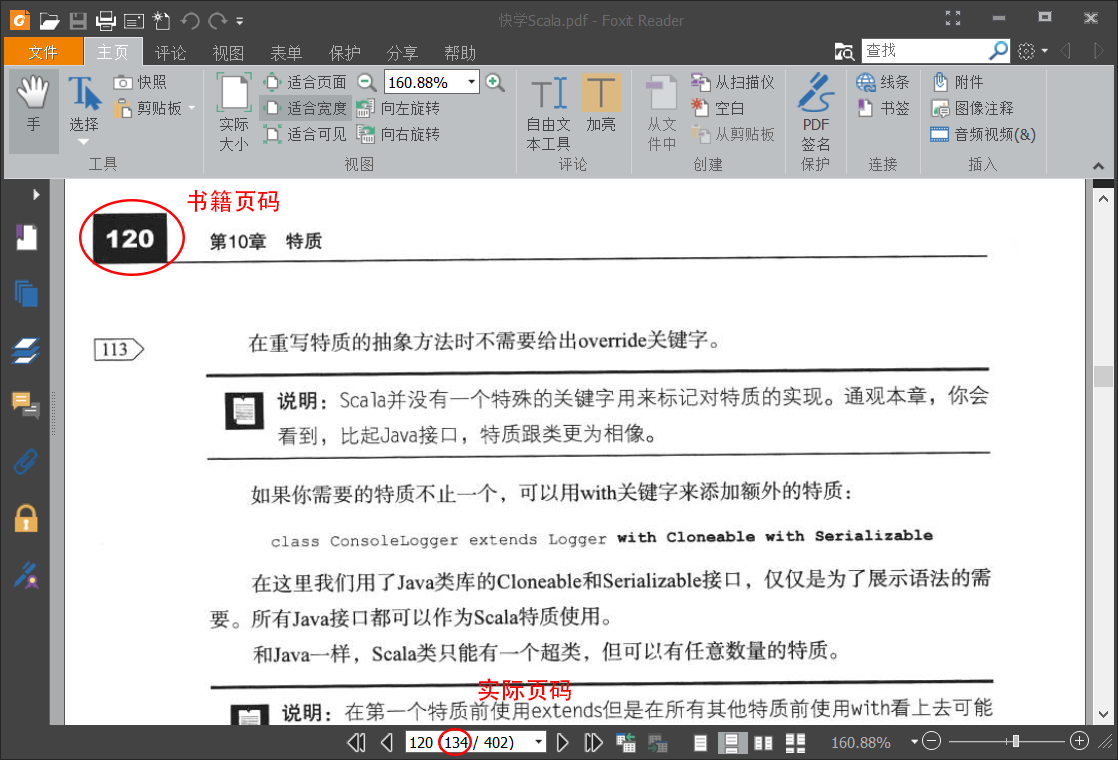 快学Scala.pdf - Foxit Reader
文件 主页 评论 视图 表单 保护 分享 帮助 查找
手
选择
快照
剪贴板
工具
实际
大小
适合页面
适合宽度
适合可见
160.88%
向左旋转
向右旋转
视图
自由文
本工具
加亮
评论
从文
件中
从扫描仪
空白
从剪贴板
创建
PDF
签名
保护
线条
书签
连接
附件
图像注释
音频视频(&)
插入
书籍页码
120 第10章 特质
113
在重写特质的抽象方法时不需要给出override关键字。
说明：Scala并没有一个特殊的关键字用来标记对特质的实现。通观本章，你会
看到，比起Java接口，特质跟类更为相像。
如果你需要的特质不止一个，可以用with关键字来添加额外的特质：
class ConsoleLogger extends Logger with Cloneable with Serializable
在这里我们用了Java类库的Cloneable和Serializable接口，仅仅是为了展示语法的需
要。所有Java接口都可以作为Scala特质使用。
和Java一样，Scala类只能有一个超类，但可以有任意数量的特质。
实际页码
说明：在第一个特质前使用extends但是在所有其他特质前使用with看上去可能
120 (134 / 402) 160.88%